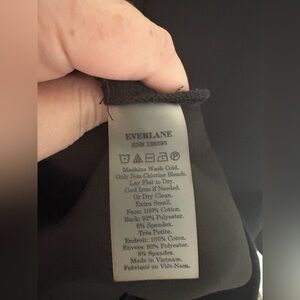 EVERLANE
Machine Wash Cold.
Only Non-Chlorine Bleach.
Lay Flat to Dry.
Cool Iron if Needed.
Or Dry Clean.
Extra Small.
Face: 100% Cotton.
Back: 92% Polyester.
8% Spandex.
Très Petite.
Endroit: 100% Coton.
Envers: 92% Polyester.
8% Spandex.
Made in Vietnam.
Fabriqué en Viêt-Nam.